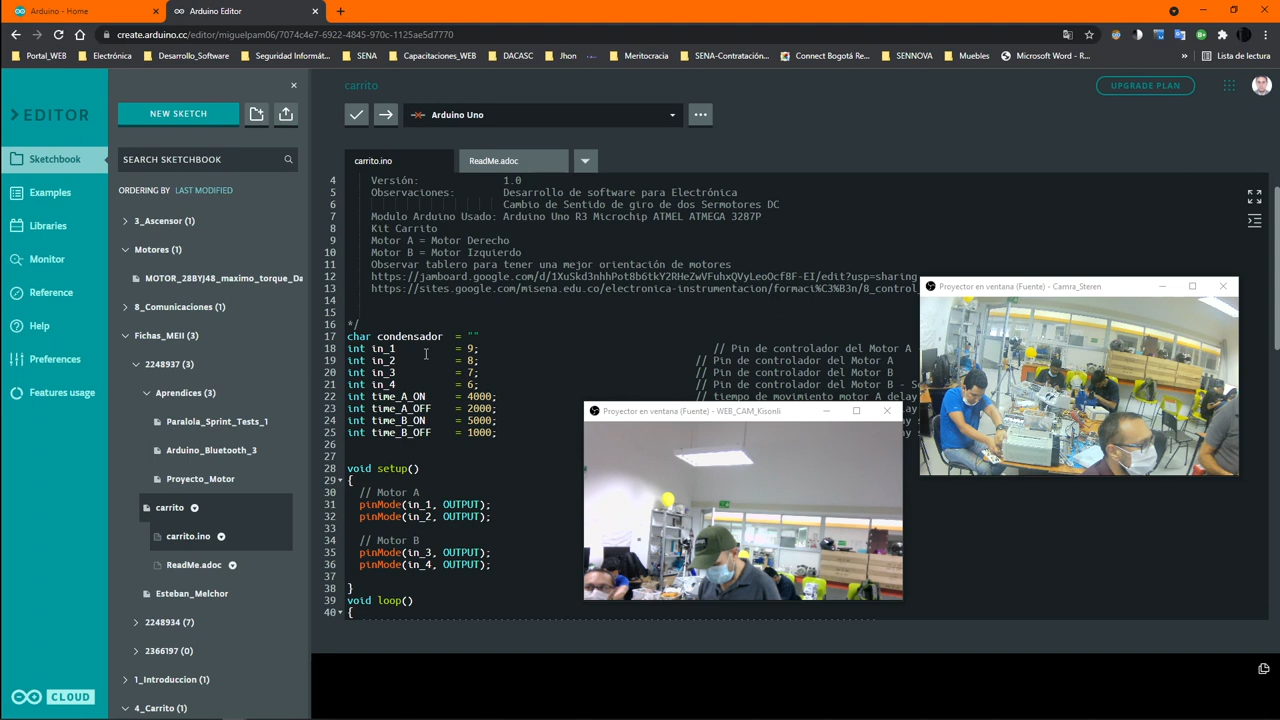 Arduino - Home
Arduino Editor
create.arduino.cc/editor/miguelpam06/7074c4e7-6922-4845-970c-1125ae5d7770
Portal_WEB
Electrónica
Desarrollo_Software
Seguridad Informát...
SENA
Capacitaciones_WEB
DACASC
Jhon
Meritocracia
SENA-Contratación...
Connect Bogotá Re...
SENNOVA
Muebles
Microsoft Word - R...
Lista de lectura
EDITOR
NEW SKETCH
carrito
UPGRADE PLAN
Arduino Uno
Sketchbook
Examples
Libraries
Monitor
Reference
Help
Preferences
Features usage
CLOUD
SEARCH SKETCHBOOK
ORDERING BY LAST MODIFIED
3_Ascensor (1)
Motores (1)
MOTOR_28BYJ48_maximo_torque_Da
8_Comunicaciones (1)
Fichas_MEII (3)
2248937 (3)
Aprendices (3)
Paralola_Sprint_Tests_1
Arduino_Bluetooth_3
Proyecto_Motor
carrito
carrito.ino
ReadMe.adoc
Esteban_Melchor
2248934 (7)
2366197 (0)
1_Introduccion (1)
4_Carrito (1)
carrito.ino
ReadMe.adoc
4 Versión: 1.0
5 Observaciones: Desarrollo de software para Electrónica
6 Cambio de Sentido de giro de dos Sermotores DC
7 Modulo Arduino Usado: Arduino Uno R3 Microchip ATMEL ATMEGA 3287P
8 Kit Carrito
9 Motor A = Motor Derecho
10 Motor B = Motor Izquierdo
11 Observar tablero para tener una mejor orientación de motores
12 https://jamboard.google.com/d/1XuSkd3nhhPot8b6tkY2RHeZwVFuhxQVyLeoOcf8F-EI/edit?usp=sharing
13 https://sites.google.com/misena.edu.co/electronica-instrumentacion/formaci%C3%B3n/8_control
14
15
16 */
17 char condensador = ""
18 int in_1 = 9; // Pin de controlador del Motor A
19 int in_2 = 8; // Pin de controlador del Motor A
20 int in_3 = 7; // Pin de controlador del Motor B
21 int in_4 = 6; // Pin de controlador del Motor B - S
22 int time_A_ON = 4000; // tiempo de movimiento motor A delay
23 int time_A_OFF = 2000;
24 int time_B_ON = 5000;
25 int time_B_OFF = 1000;
26
27
28 void setup()
29 {
30 // Motor A
31 pinMode(in_1, OUTPUT);
32 pinMode(in_2, OUTPUT);
33
34 // Motor B
35 pinMode(in_3, OUTPUT);
36 pinMode(in_4, OUTPUT);
37
38 }
39 void loop()
40 {
Proyector en ventana (Fuente) - Camra_Steren
Proyector en ventana (Fuente) - WEB_CAM_Kisonli